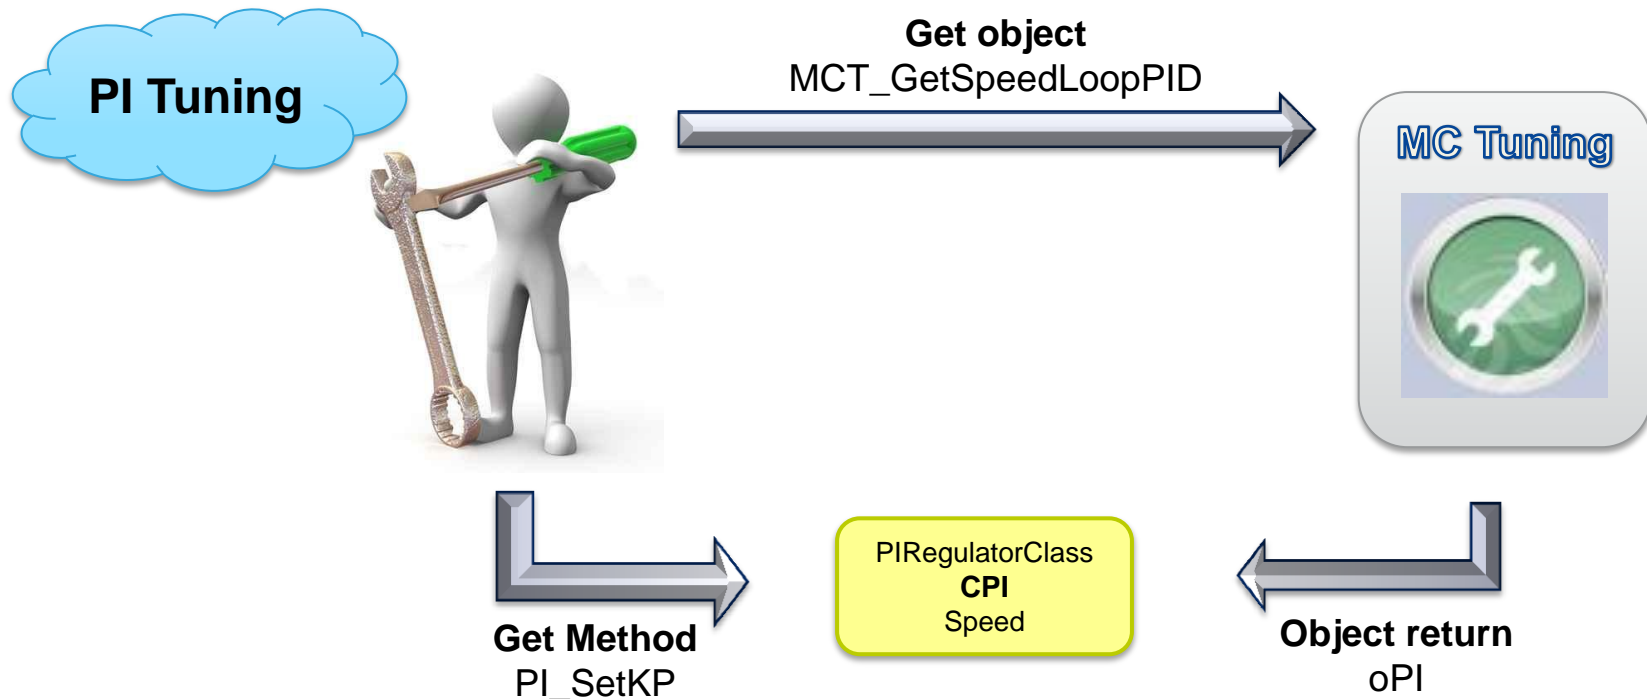 PI Tuning
Get object
MCT_GetSpeedLoopPID
MC Tuning
PIRegulatorClass
CPI
Speed
Get Method
PI_SetKP
Object return
oPI